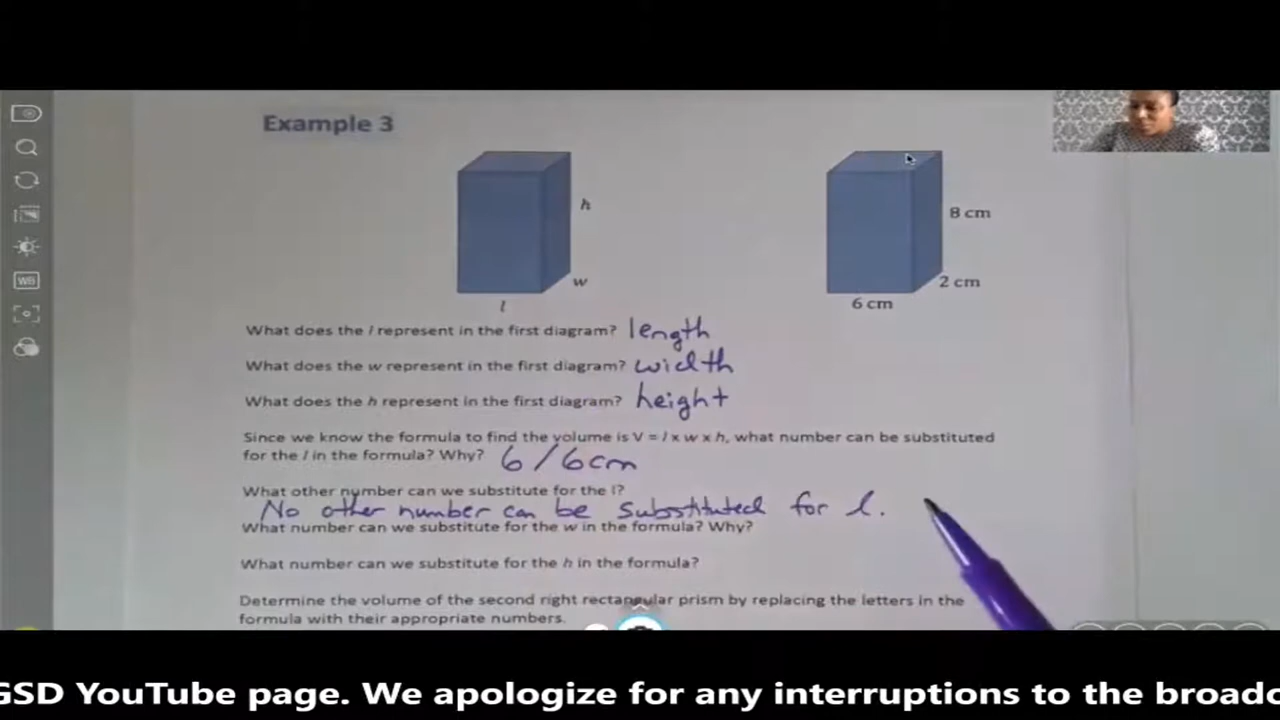 Example 3
h
8 cm
w
2 cm
l
6 cm
What does the l represent in the first diagram? length
What does the w represent in the first diagram? width
What does the h represent in the first diagram? height
Since we know the formula to find the volume is V = l x w x h, what number can be substituted
for the l in the formula? Why? 6/6cm
What other number can we substitute for the l?
No other number can be substituted for l.
What number can we substitute for the w in the formula? Why?
What number can we substitute for the h in the formula?
Determine the volume of the second right rectangular prism by replacing the letters in the
formula with their appropriate numbers.
WB
GSD YouTube page. We apologize for any interruptions to the broadc